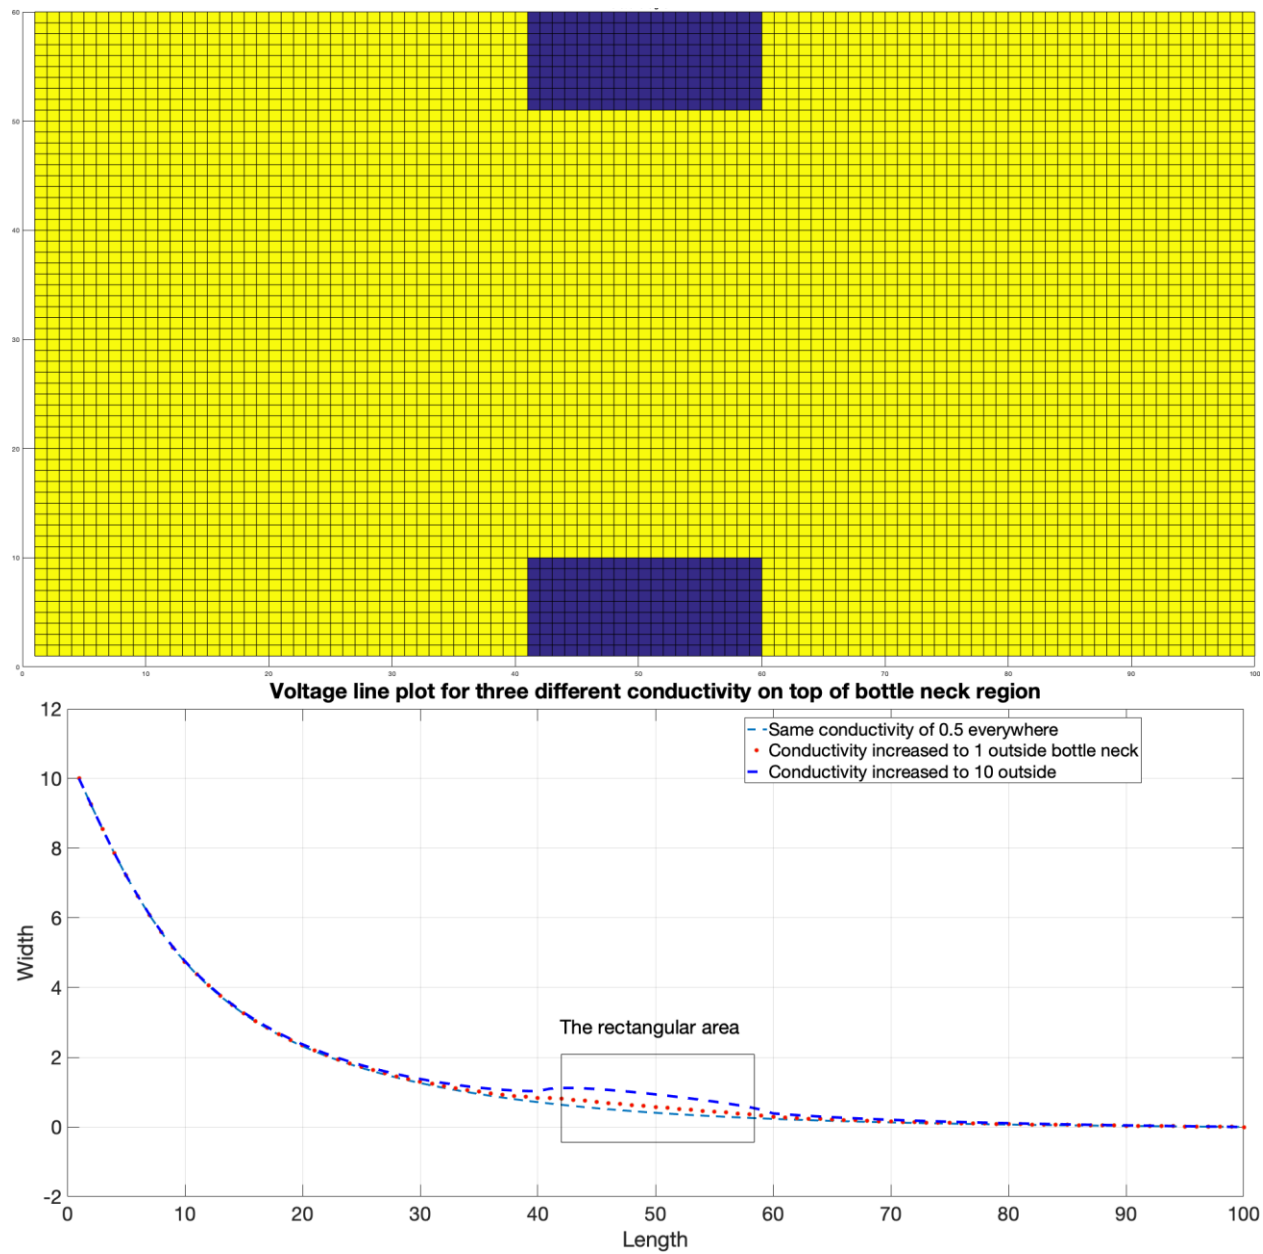 60
50
40
30
20
10
0
0 10 20 30 40 50 60 70 80 90 100
Voltage line plot for three different conductivity on top of bottle neck region
12
10
8
6
4
2
0
-2
Width
Same conductivity of 0.5 everywhere
Conductivity increased to 1 outside bottle neck
Conductivity increased to 10 outside
The rectangular area
0 10 20 30 40 50 60 70 80 90 100
Length